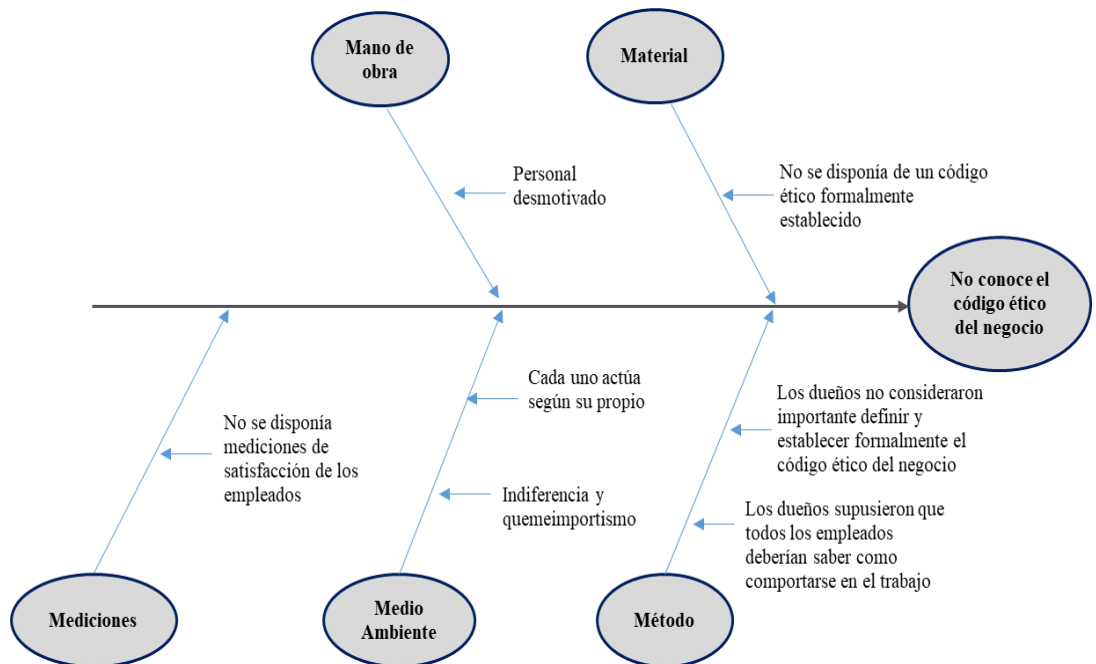 Mano de
obra
Material
Personal
desmotivado
No se disponía de un código
ético formalmente
establecido
No conoce el
código ético
del negocio
Cada uno actúa
según su propio
Los dueños no consideraron
importante definir y
establecer formalmente el
código ético del negocio
No se disponía
mediciones de
satisfacción de los
empleados
Indiferencia y
quemeimportismo
Los dueños supusieron que
todos los empleados
deberían saber como
comportarse en el trabajo
Mediciones
Medio
Ambiente
Método